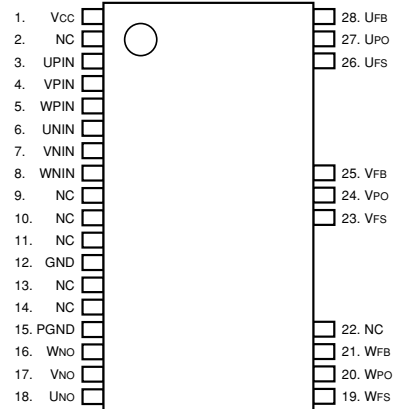 1. Vcc
2. NC
3. UPIN
4. VPIN
5. WPIN
6. UNIN
7. VNIN
8. WNIN
9. NC
10. NC
11. NC
12. GND
13. NC
14. NC
15. PGND
16. WNO
17. VNO
18. UNO
28. UFB
27. UPO
26. UFS
25. VFB
24. VPO
23. VFS
22. NC
21. WFB
20. WPO
19. WFS